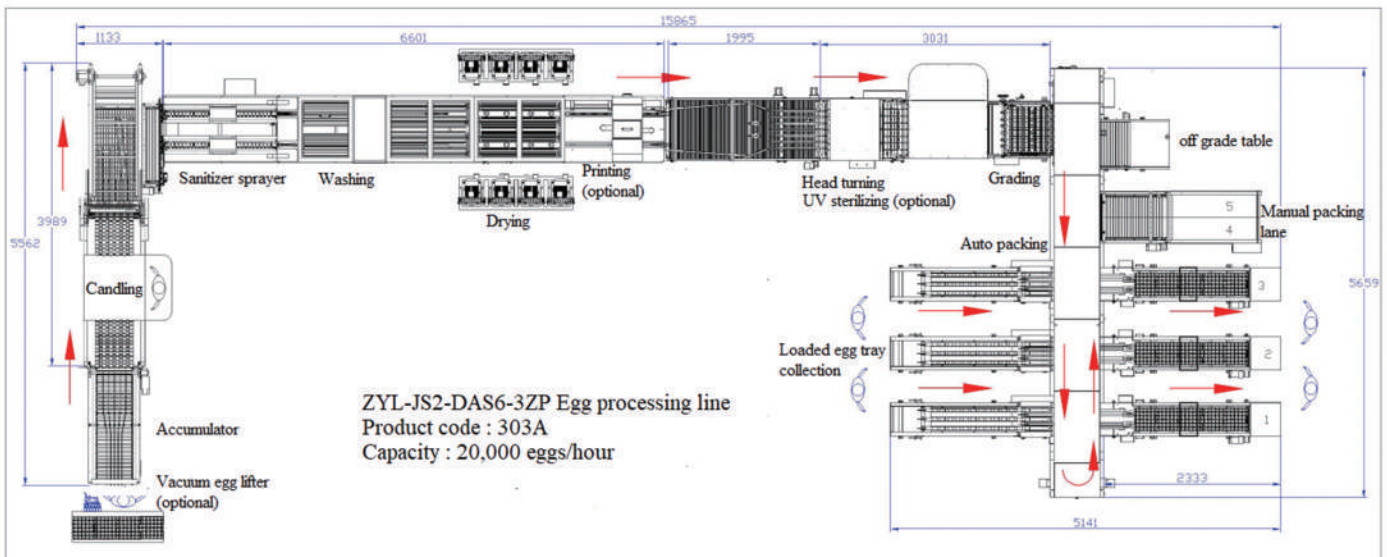 15865
1133
6601
1995
3031
Sanitizer sprayer
Washing
Printing
(optional)
Drying
Head turning
UV sterilizing (optional)
Grading
off grade table
5
4
Manual packing
lane
Auto packing
3989
5562
Candling
3
5659
Loaded egg tray
collection
2
1
Accumulator
Vacuum egg lifter
(optional)
ZYL-JS2-DAS6-3ZP Egg processing line
Product code : 303A
Capacity : 20,000 eggs/hour
2333
5141